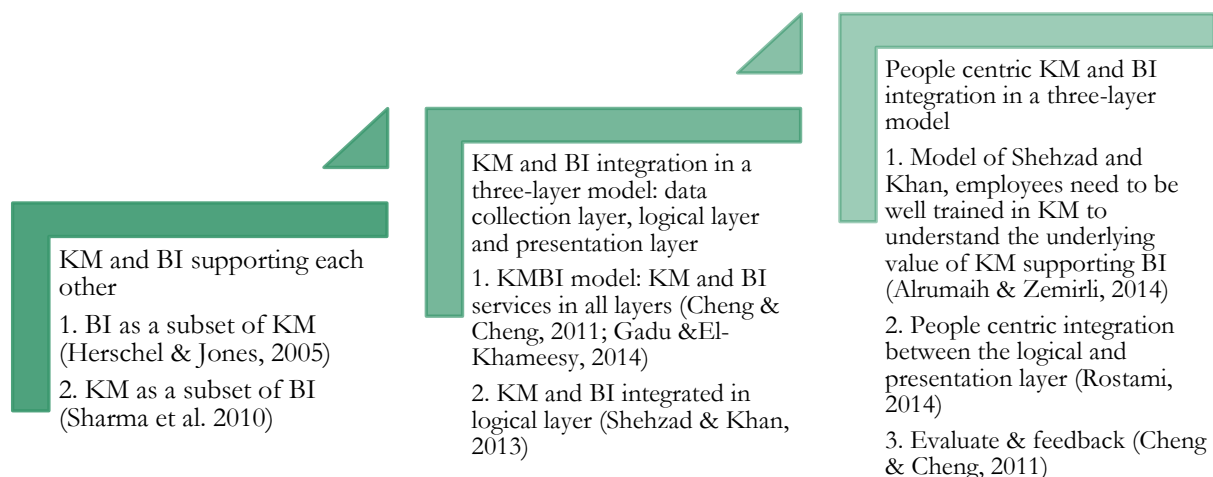 KM and BI supporting each
other
1. BI as a subset of KM
(Herschel & Jones, 2005)
2. KM as a subset of BI
(Sharma et al. 2010)
KM and BI integration in a
three-layer model: data
collection layer, logical layer
and presentation layer
1. KMBI model: KM and BI
services in all layers (Cheng &
Cheng, 2011; Gadu &El-
Khameesy, 2014)
2. KM and BI integrated in
logical layer (Shehzad & Khan,
2013)
People centric KM and BI
integration in a three-layer
model
1. Model of Shehzad and
Khan, employees need to be
well trained in KM to
understand the underlying
value of KM supporting BI
(Alrumaih & Zemirli, 2014)
2. People centric integration
between the logical and
presentation layer (Rostami,
2014)
3. Evaluate & feedback (Cheng
& Cheng, 2011)